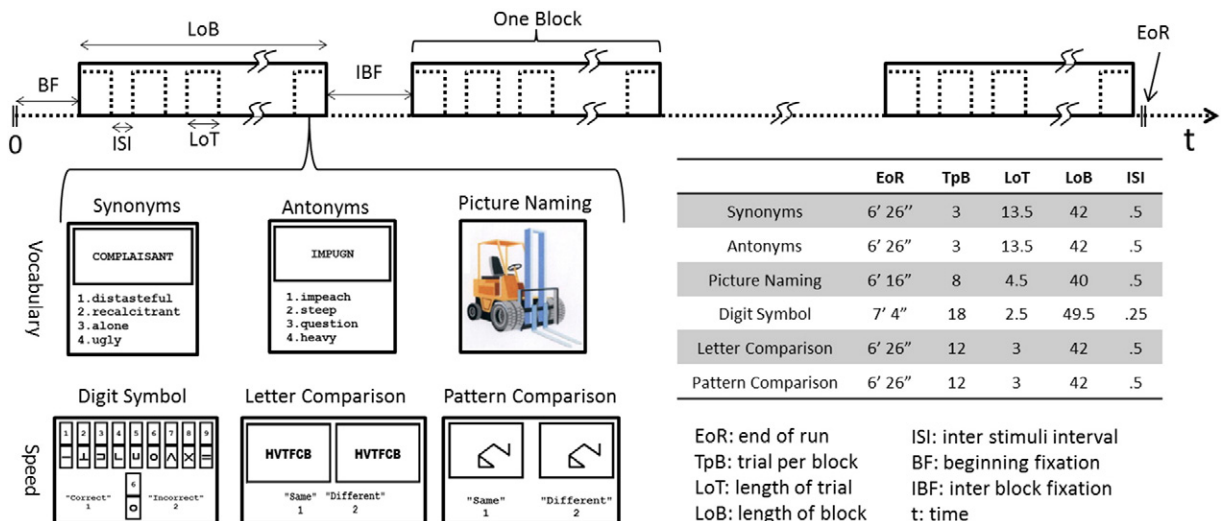 LoB
One Block
EoR
BF
IBF
ISI
LoT
0
t
Vocabulary
Synonyms
COMPLAISANT
1.distasteful
2.recalcitrant
3.alone
4.ugly
Antonyms
IMPUGN
1.impeach
2.steep
3.question
4.heavy
Picture Naming
Speed
Digit Symbol
1 2 3 4 5 6 7 8 9
6
"Correct" "Incorrect"
1 2
Letter Comparison
HVTFCB HVTFCB
"Same" "Different"
1 2
Pattern Comparison
"Same" "Different"
1 2
EoR TpB LoT LoB ISI
Synonyms 6' 26" 3 13.5 42 .5
Antonyms 6' 26" 3 13.5 42 .5
Picture Naming 6' 16" 8 4.5 40 .5
Digit Symbol 7' 4" 18 2.5 49.5 .25
Letter Comparison 6' 26" 12 3 42 .5
Pattern Comparison 6' 26" 12 3 42 .5
EoR: end of run
TpB: trial per block
LoT: length of trial
LoB: length of block
ISI: inter stimuli interval
BF: beginning fixation
IBF: inter block fixation
t: time